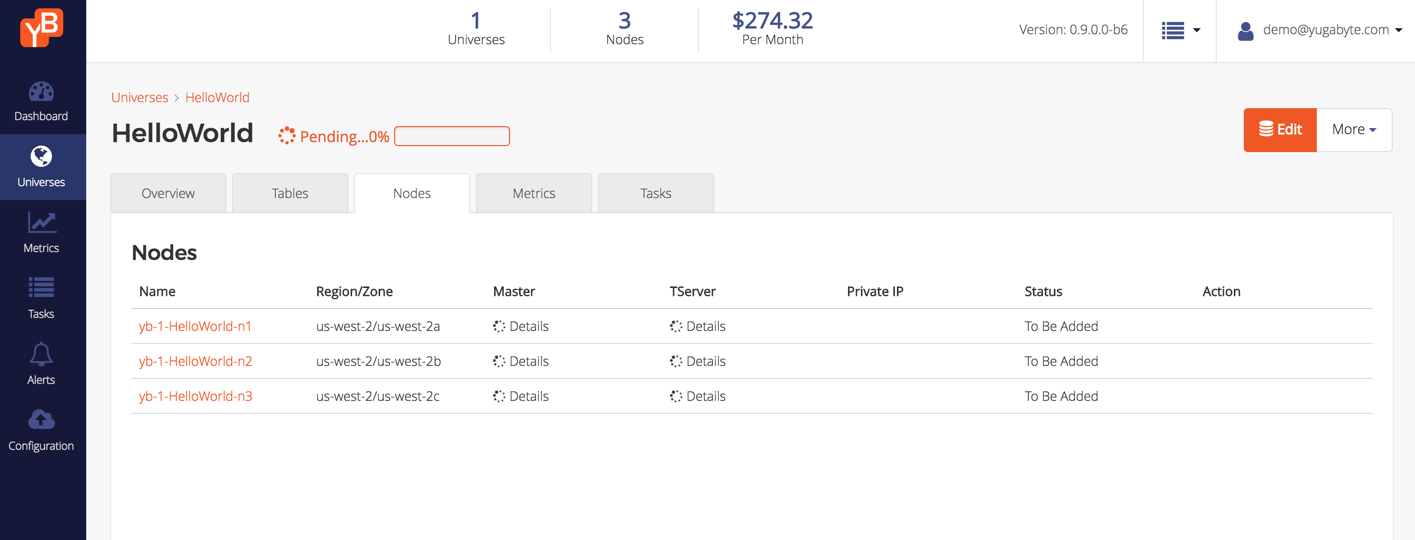 YB
1
Universes
3
Nodes
$274.32
Per Month
Version: 0.9.0.0-b6
demo@yugabyte.com
Dashboard
Universes
Metrics
Tasks
Alerts
Configuration
Universes > HelloWorld
HelloWorld Pending...0%
Edit More
Overview Tables Nodes Metrics Tasks
Nodes
Name Region/Zone Master TServer Private IP Status Action
yb-1-HelloWorld-n1 us-west-2/us-west-2a Details Details To Be Added
yb-1-HelloWorld-n2 us-west-2/us-west-2b Details Details To Be Added
yb-1-HelloWorld-n3 us-west-2/us-west-2c Details Details To Be Added